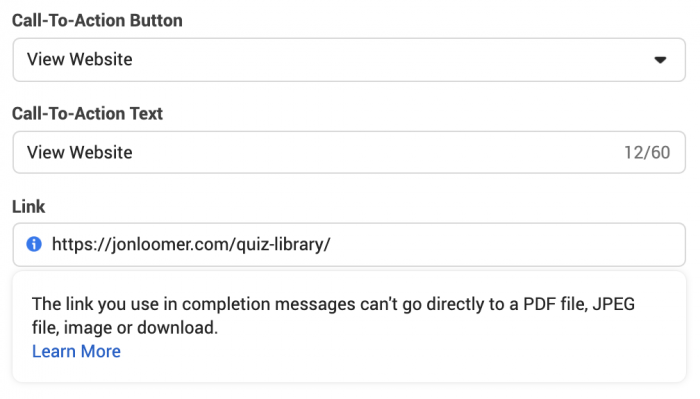 Call-To-Action Button
View Website
Call-To-Action Text
View Website 12/60
Link
https://jonloomer.com/quiz-library/
The link you use in completion messages can't go directly to a PDF file, JPEG
file, image or download.
Learn More